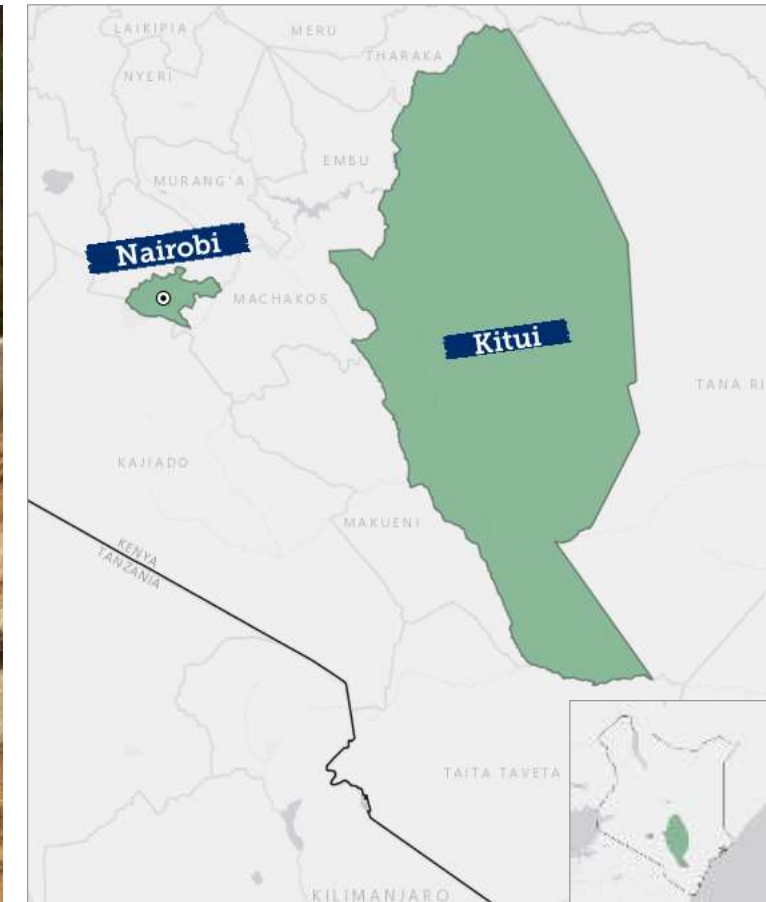 LAIKIPIA
MERU
THARAKA
NYERI
EMBU
MURANG'A
Nairobi
MACHAKOS
Kitui
TANA RI
KAJIADO
MAKUENI
KENYA
TANZANIA
TAITA TAVETA
KILIMANJARO